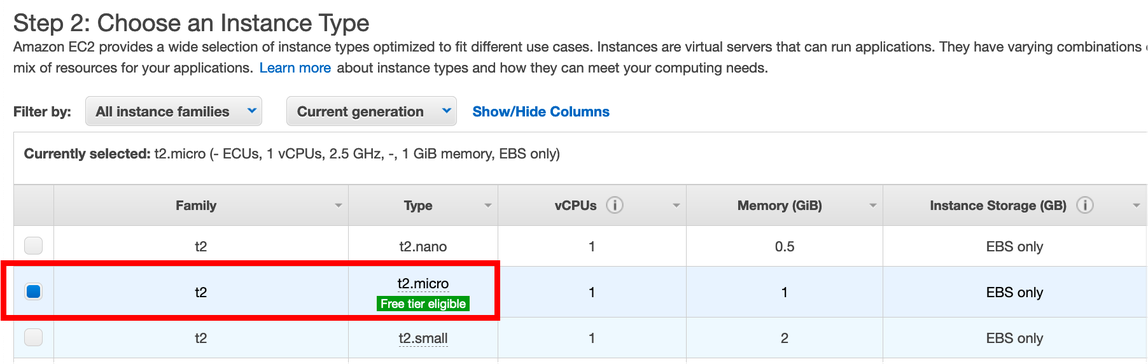 Step 2: Choose an Instance Type
Amazon EC2 provides a wide selection of instance types optimized to fit different use cases. Instances are virtual servers that can run applications. They have varying combinations
mix of resources for your applications. Learn more about instance types and how they can meet your computing needs.
Filter by: All instance families Current generation Show/Hide Columns
Currently selected: t2.micro (- ECUs, 1 vCPUs, 2.5 GHz, -, 1 GiB memory, EBS only)
Family Type vCPUs i Memory (GiB) Instance Storage (GB) i
t2 t2.nano 1 0.5 EBS only
t2 t2.micro 1 1 EBS only
Free tier eligible
t2 t2.small 1 2 EBS only